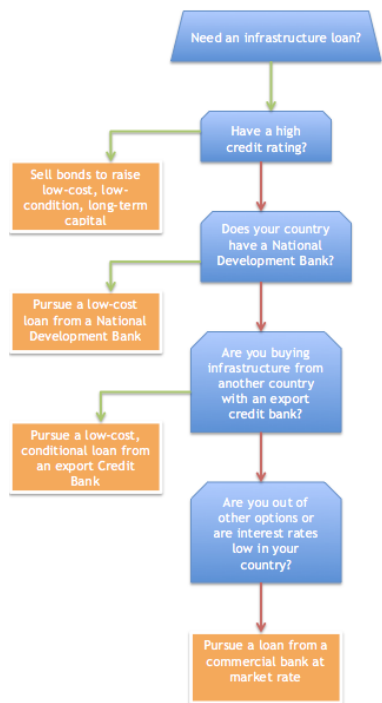 Need an infrastructure loan?
Have a high
credit rating?
Sell bonds to raise
low-cost, low-
condition, long-term
capital
Does your country
have a National
Development Bank?
Pursue a low-cost
loan from a National
Development Bank
Are you buying
infrastructure from
another country
with an export
credit bank?
Pursue a low-cost,
conditional loan from
an export Credit
Bank
Are you out of
other options or
are interest rates
low in your
country?
Pursue a loan from a
commercial bank at
market rate